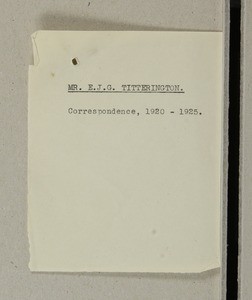 MR. E.J.G. TITTERINGTON.
Correspondence, 1920 - 1925.